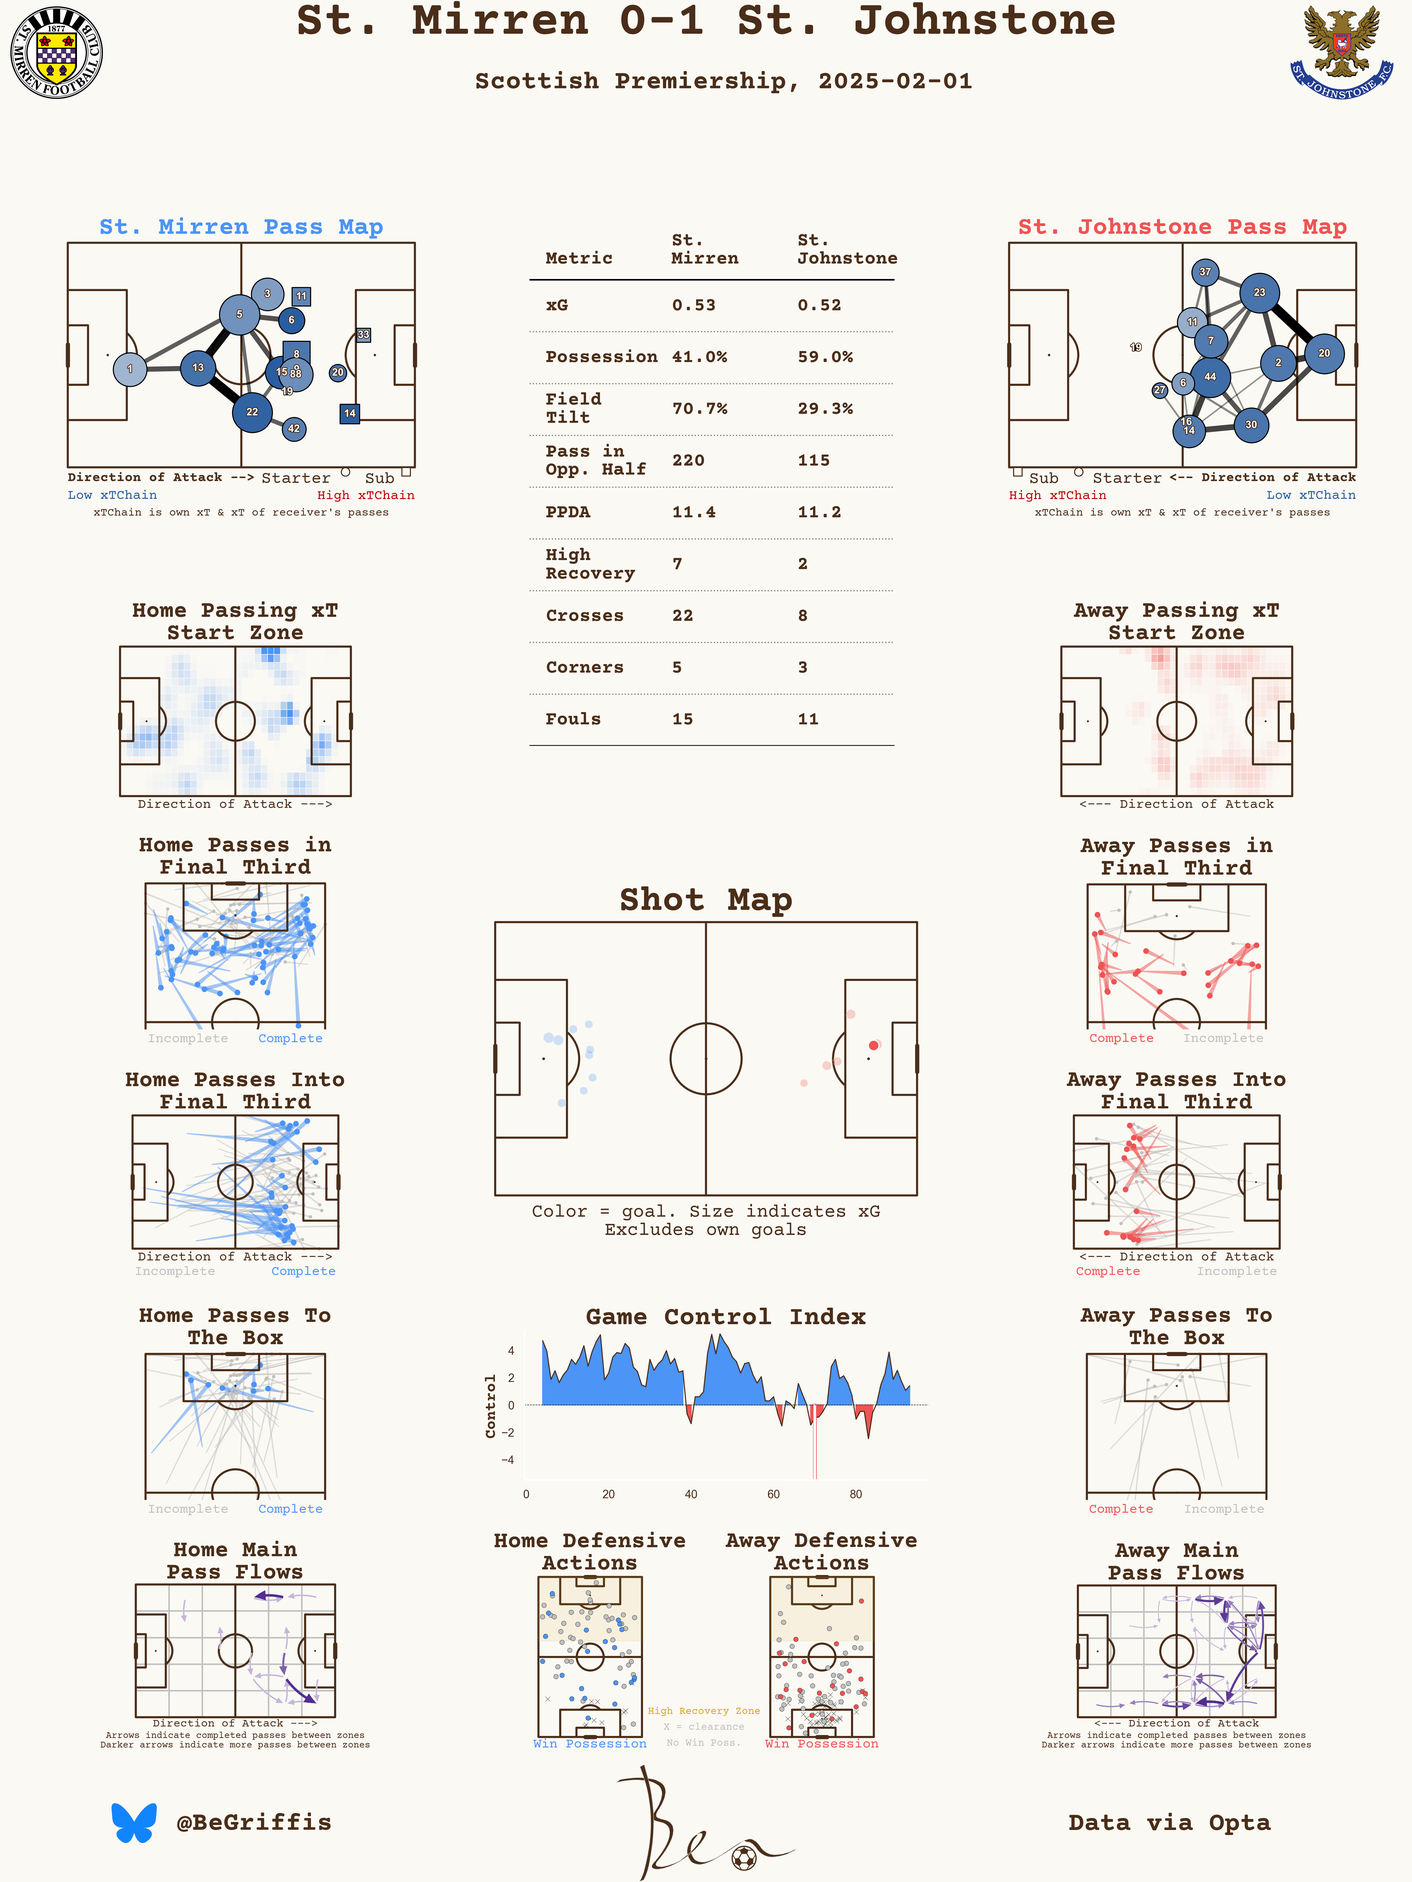 St. Mirren 0-1 St. Johnstone
Scottish Premiership, 2025-02-01
1877
ST. MIRREN FOOTBALL CLUB
ST. JOHNSTONE F.C.
St. Mirren Pass Map
3
11
5
6
33
8
1
13
15
9
88
20
19
22
14
42
Direction of Attack --> Starter Sub
Low xTChain High xTChain
xTChain is own xT & xT of receiver's passes
Metric St. Mirren St. Johnstone
xG 0.53 0.52
Possession 41.0% 59.0%
Field Tilt 70.7% 29.3%
Pass in Opp. Half 220 115
PPDA 11.4 11.2
High Recovery 7 2
Crosses 22 8
Corners 5 3
Fouls 15 11
St. Johnstone Pass Map
37
23
11
7
19
20
2
44
6
27
16
14
30
Sub Starter <-- Direction of Attack
High xTChain Low xTChain
xTChain is own xT & xT of receiver's passes
Home Passing xT
Start Zone
Direction of Attack --->
Away Passing xT
Start Zone
<--- Direction of Attack
Home Passes in
Final Third
Incomplete Complete
Away Passes in
Final Third
Complete Incomplete
Shot Map
Color = goal. Size indicates xG
Excludes own goals
Home Passes Into
Final Third
Direction of Attack --->
Incomplete Complete
Away Passes Into
Final Third
<--- Direction of Attack
Complete Incomplete
Home Passes To
The Box
Incomplete Complete
Game Control Index
Control
4
2
0
−2
−4
0 20 40 60 80
Away Passes To
The Box
Complete Incomplete
Home Main
Pass Flows
Direction of Attack --->
Arrows indicate completed passes between zones
Darker arrows indicate more passes between zones
Home Defensive
Actions
Win Possession
Away Defensive
Actions
Win Possession
High Recovery Zone
X = clearance
No Win Poss.
Away Main
Pass Flows
<--- Direction of Attack
Arrows indicate completed passes between zones
Darker arrows indicate more passes between zones
@BeGriffis
Ben
Data via Opta